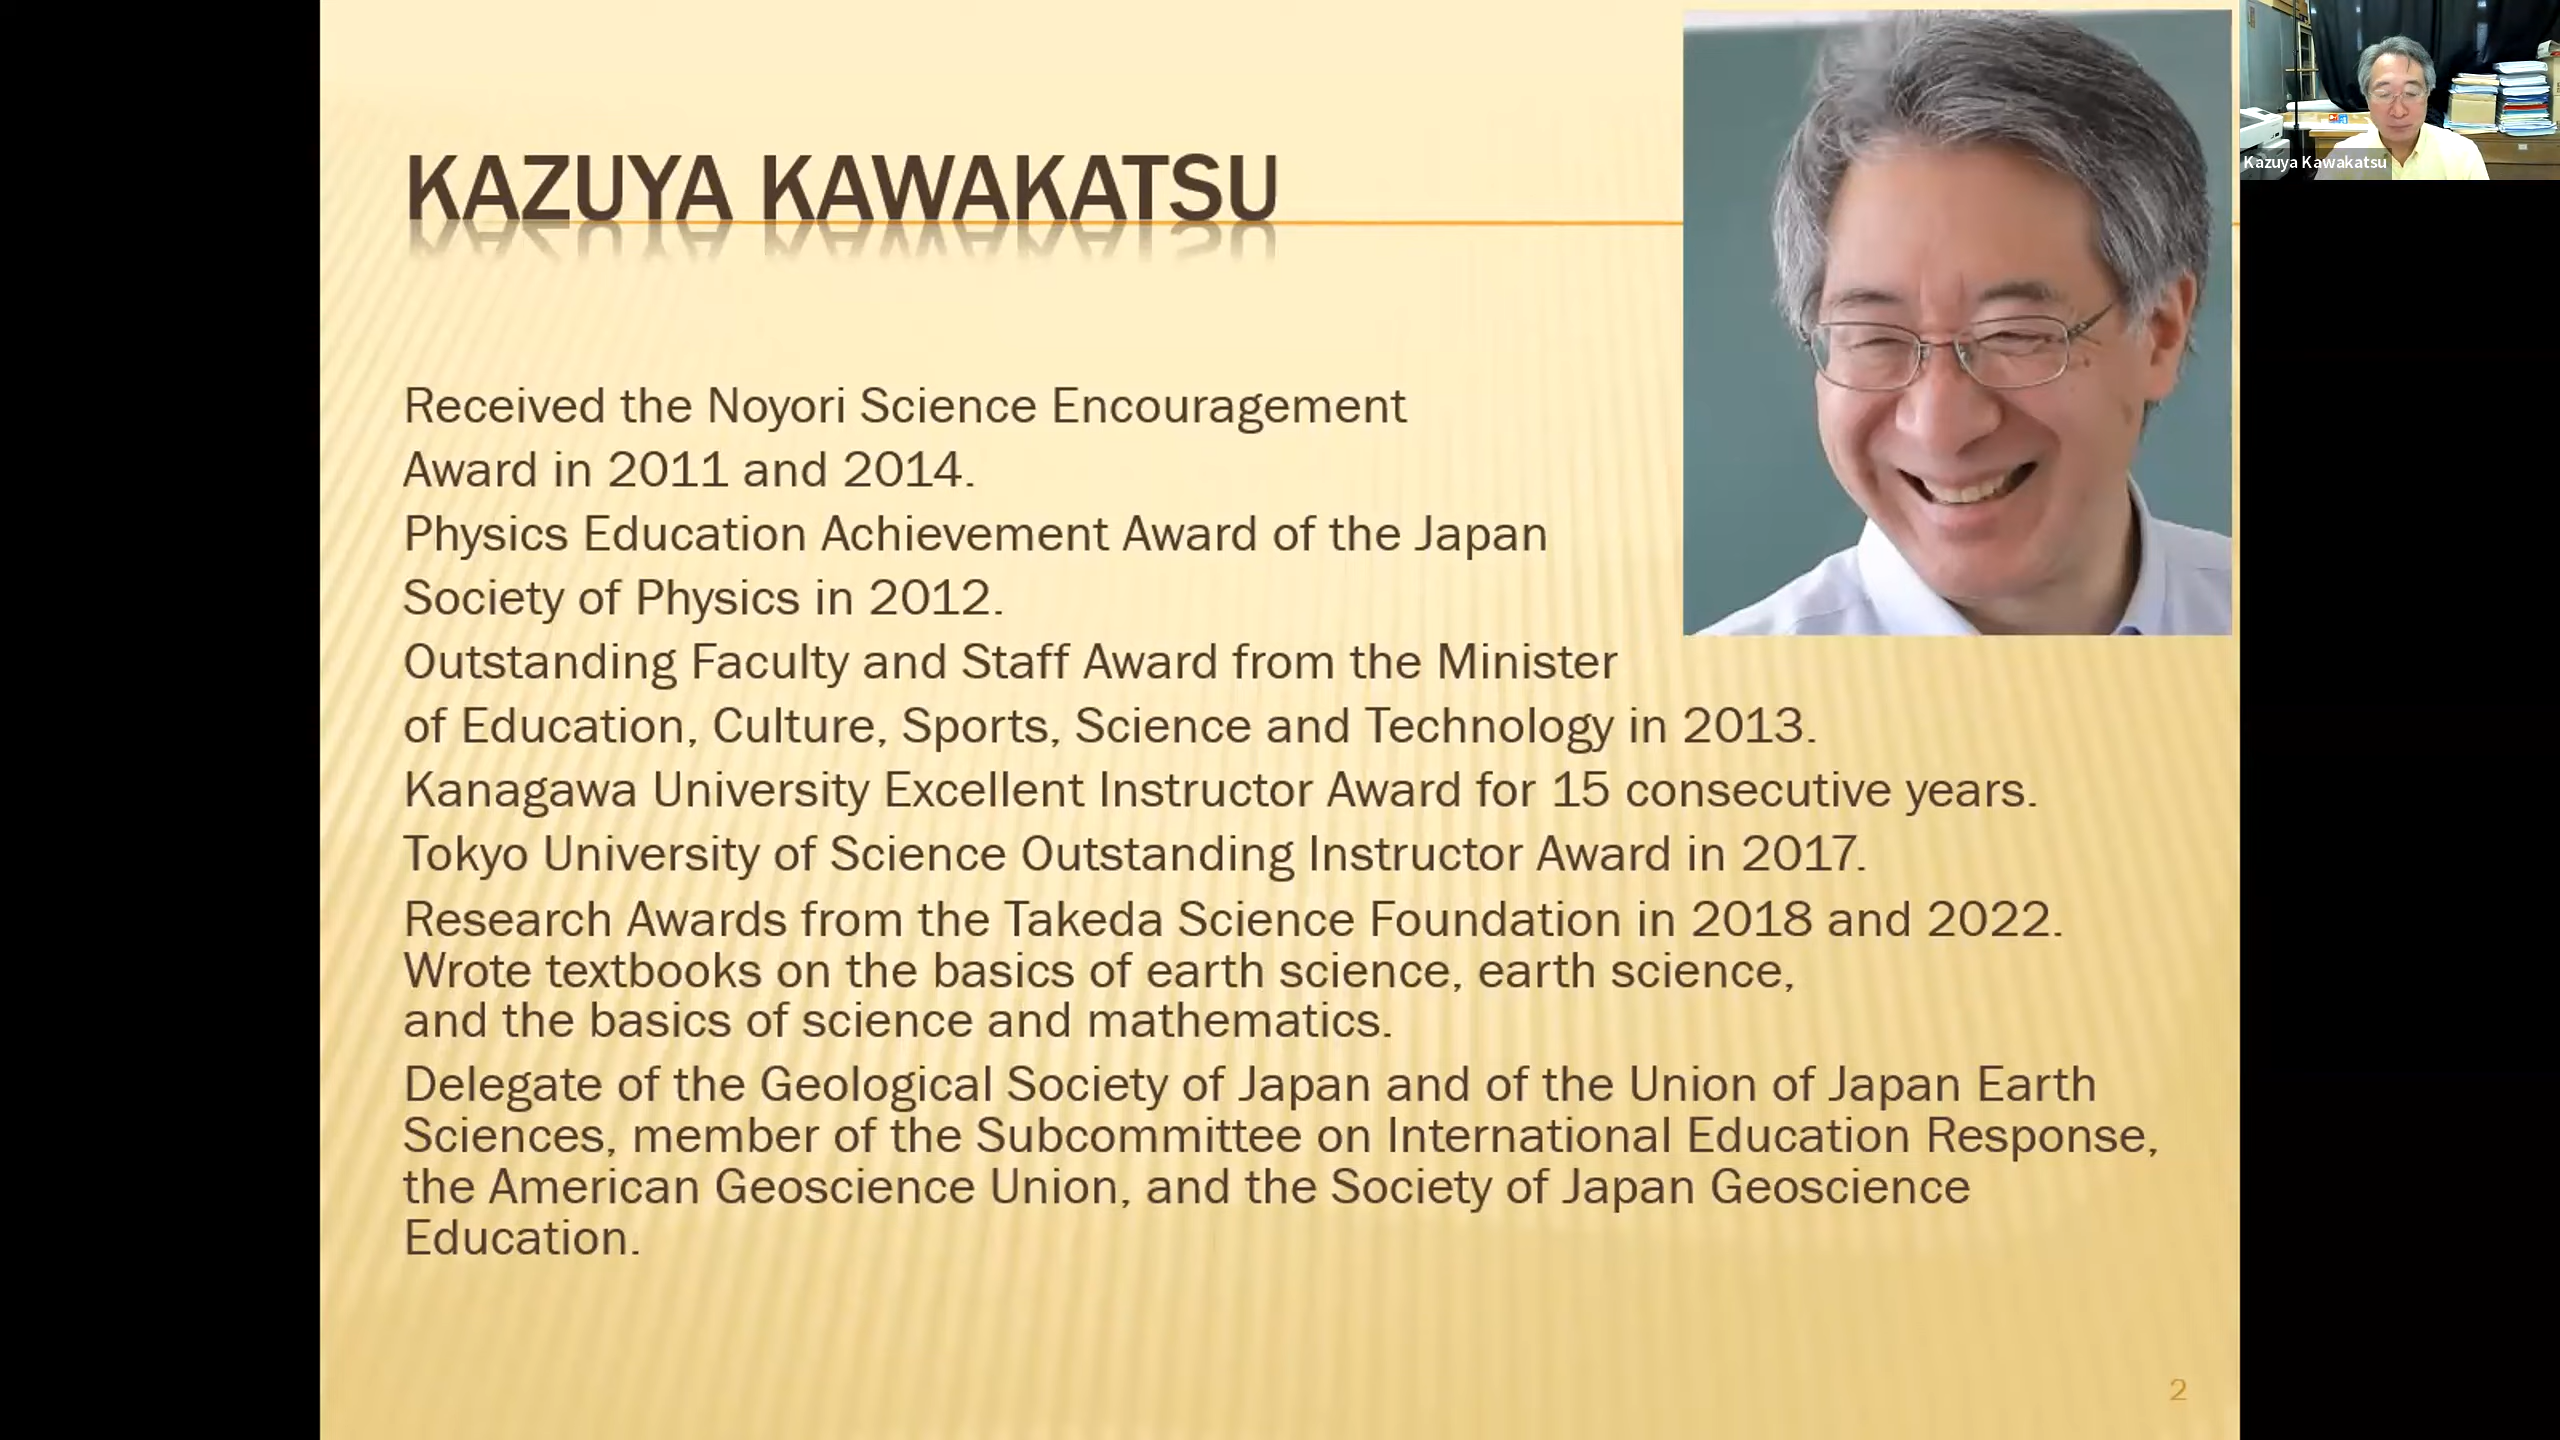 KAZUYA KAWAKATSU
Kazuya Kawakatsu
Received the Noyori Science Encouragement
Award in 2011 and 2014.
Physics Education Achievement Award of the Japan
Society of Physics in 2012.
Outstanding Faculty and Staff Award from the Minister
of Education, Culture, Sports, Science and Technology in 2013.
Kanagawa University Excellent Instructor Award for 15 consecutive years.
Tokyo University of Science Outstanding Instructor Award in 2017.
Research Awards from the Takeda Science Foundation in 2018 and 2022.
Wrote textbooks on the basics of earth science, earth science,
and the basics of science and mathematics.
Delegate of the Geological Society of Japan and of the Union of Japan Earth
Sciences, member of the Subcommittee on International Education Response,
the American Geoscience Union, and the Society of Japan Geoscience
Education.
2